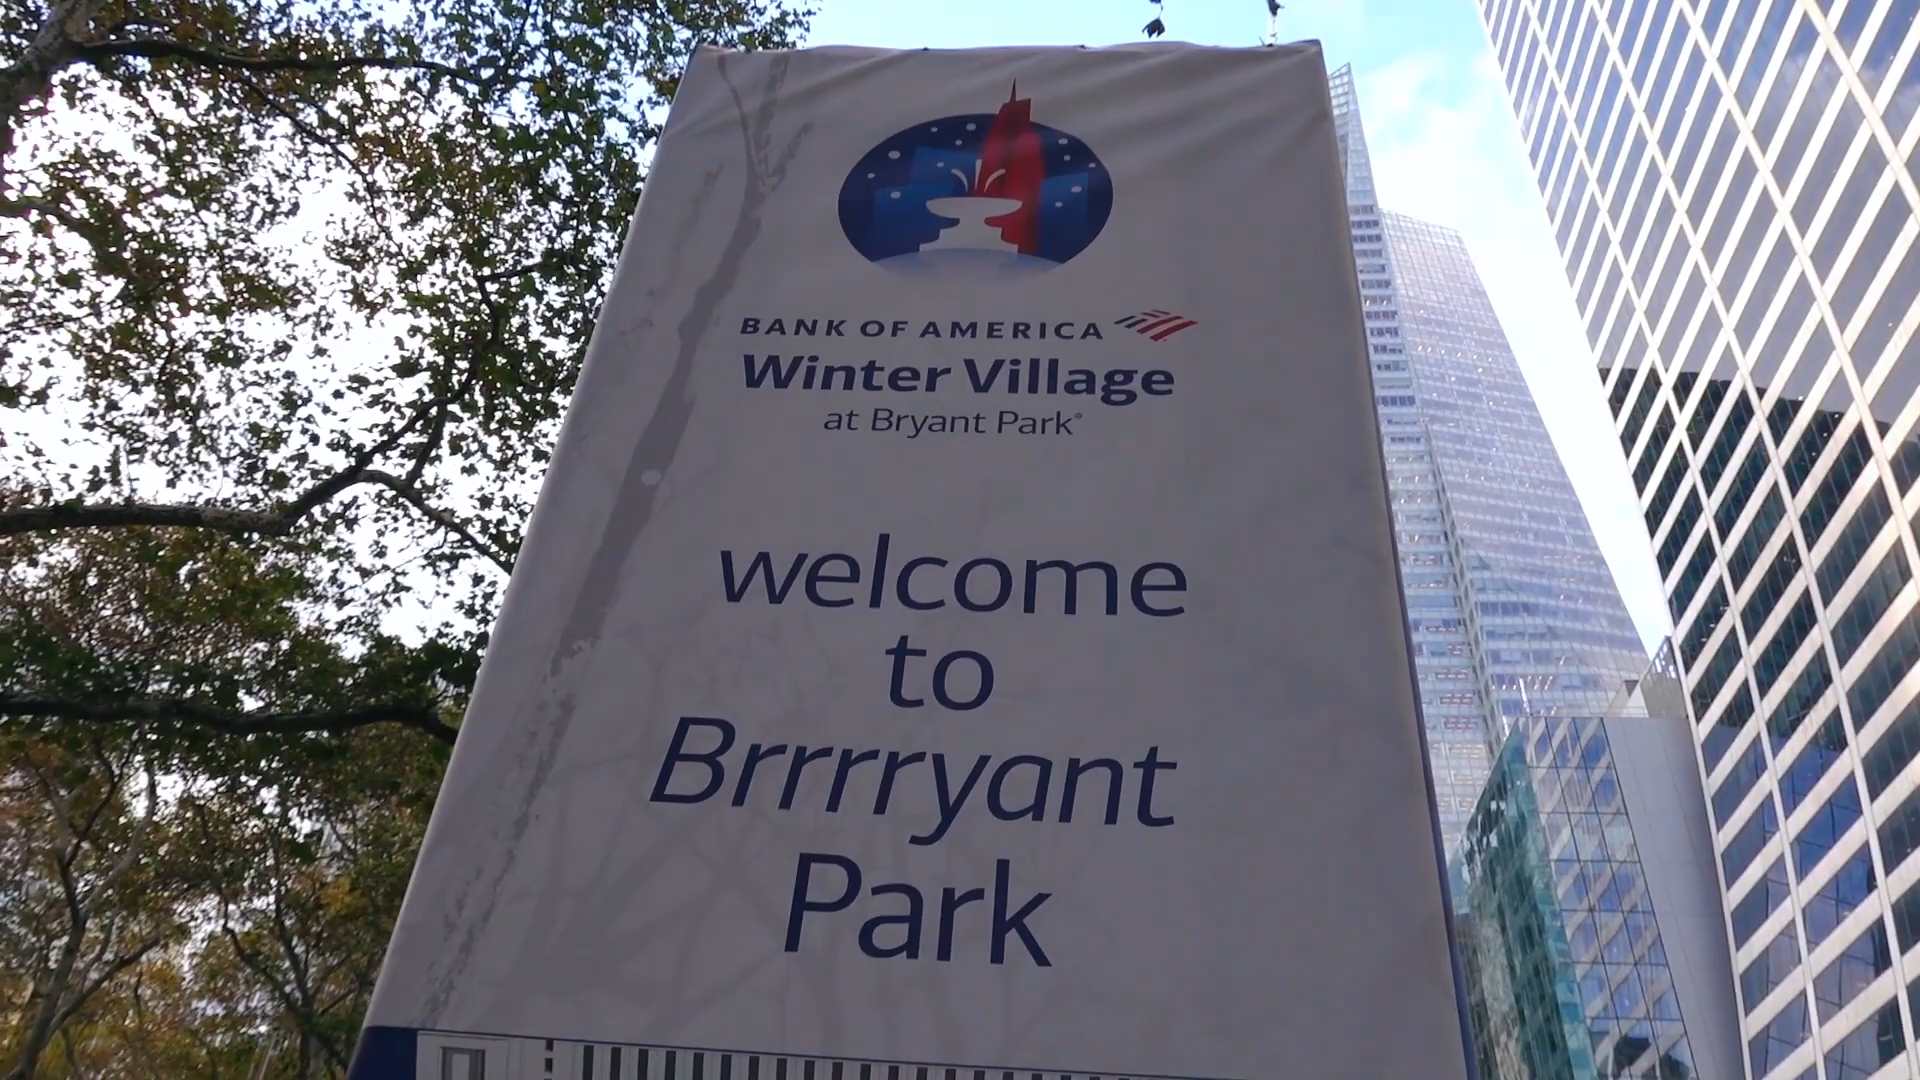 BANK OF AMERICA
Winter Village
at Bryant Park®
welcome
to
Brrrryant
Park